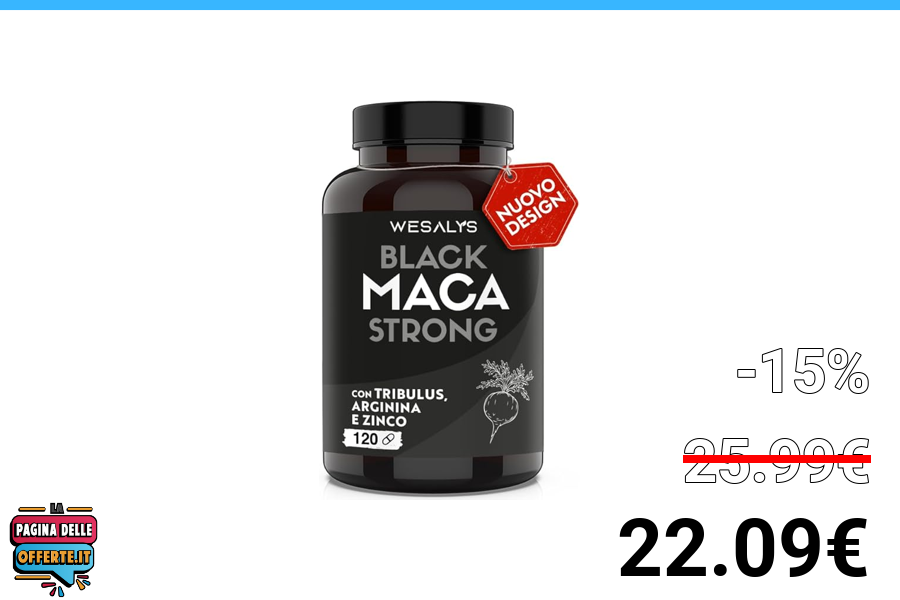 NUOVO
DESIGN
WESALYS
BLACK
MACA
STRONG
CON TRIBULUS,
ARGININA
E ZINCO
120
-15%
25.99€
22.09€
LA
PAGINA DELLE
OFFERTE.IT